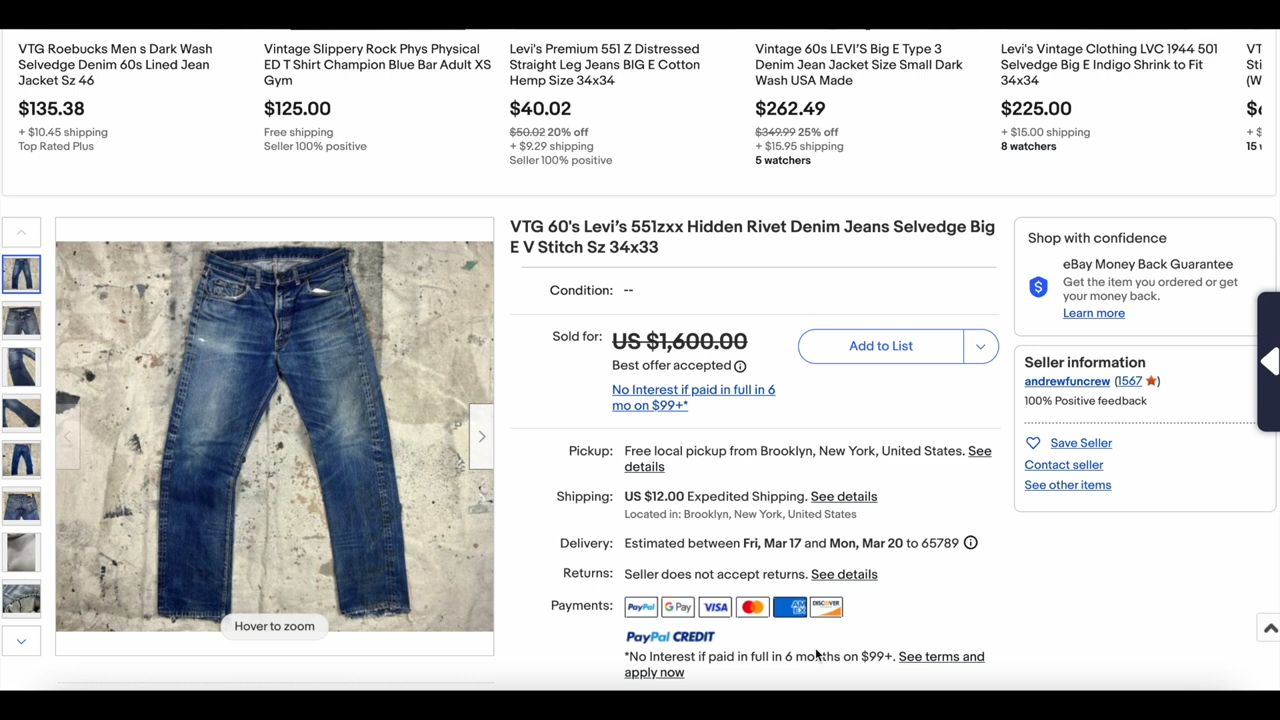 VTG Roebucks Men s Dark Wash
Selvedge Denim 60s Lined Jean
Jacket Sz 46
$135.38
+ $10.45 shipping
Top Rated Plus
Vintage Slippery Rock Phys Physical
ED T Shirt Champion Blue Bar Adult XS
Gym
$125.00
Free shipping
Seller 100% positive
Levi's Premium 551 Z Distressed
Straight Leg Jeans BIG E Cotton
Hemp Size 34x34
$40.02
$50.02 20% off
+ $9.29 shipping
Seller 100% positive
Vintage 60s LEVI'S Big E Type 3
Denim Jean Jacket Size Small Dark
Wash USA Made
$262.49
$349.99 25% off
+ $15.95 shipping
5 watchers
Levi's Vintage Clothing LVC 1944 501
Selvedge Big E Indigo Shrink to Fit
34x34
$225.00
+ $15.00 shipping
8 watchers
VTG 60's Levi's 551zxx Hidden Rivet Denim Jeans Selvedge Big
E V Stitch Sz 34x33
Condition: --
Sold for: US $1,600.00
Best offer accepted
No Interest if paid in full in 6
mo on $99+*
Add to List
Pickup: Free local pickup from Brooklyn, New York, United States. See
details
Shipping: US $12.00 Expedited Shipping. See details
Located in: Brooklyn, New York, United States
Delivery: Estimated between Fri, Mar 17 and Mon, Mar 20 to 65789
Returns: Seller does not accept returns. See details
Payments: PayPal G Pay VISA MasterCard AM EX DISCOVER
PayPal CREDIT
*No Interest if paid in full in 6 months on $99+. See terms and
apply now
Hover to zoom
Shop with confidence
eBay Money Back Guarantee
Get the item you ordered or get
your money back.
Learn more
Seller information
andrewfuncrew (1567)
100% Positive feedback
Save Seller
Contact seller
See other items